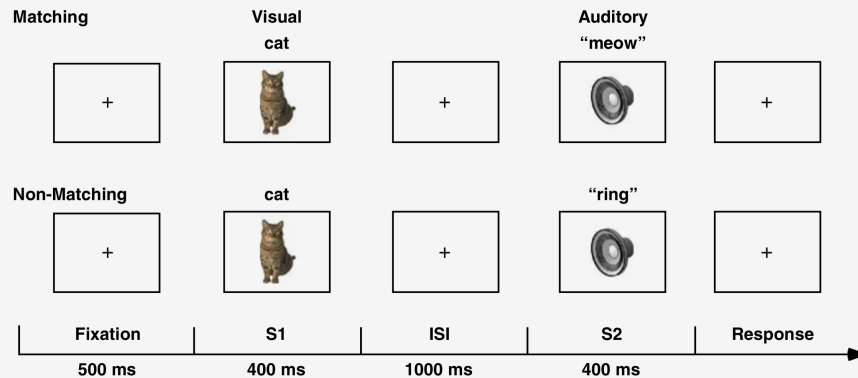 Matching Visual Auditory
cat “meow”
+ + +
Non-Matching cat “ring”
+ + +
Fixation S1 ISI S2 Response
500 ms 400 ms 1000 ms 400 ms